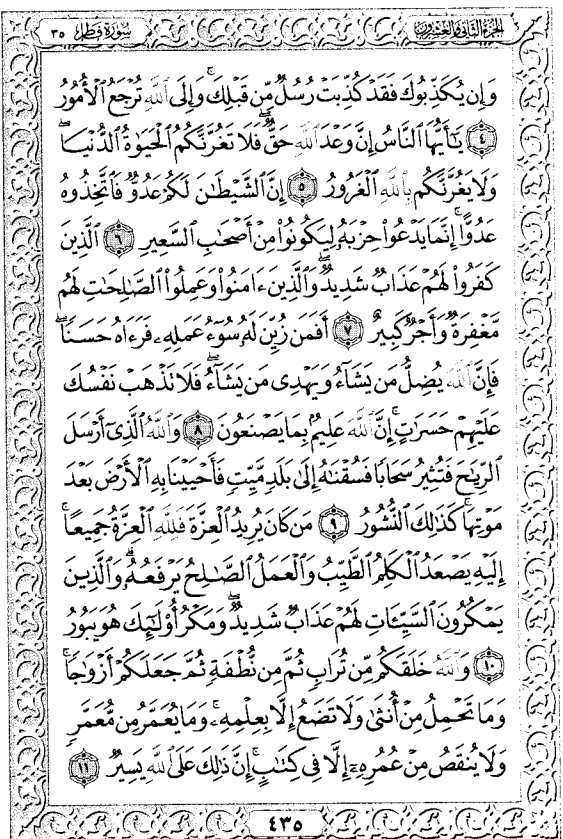 الجزء الثاني والعشرون
سورة فاطر ٣٥
وَإِن يُكَذِّبُوكَ فَقَدْ كُذِّبَتْ رُسُلٌ مِّن قَبْلِكَ ۚ وَإِلَى ٱللَّهِ تُرْجَعُ ٱلْأُمُورُ
٤ يَـٰٓأَيُّهَا ٱلنَّاسُ إِنَّ وَعْدَ ٱللَّهِ حَقٌّ ۖ فَلَا تَغُرَّنَّكُمُ ٱلْحَيَوٰةُ ٱلدُّنْيَا ۖ
وَلَا يَغُرَّنَّكُم بِٱللَّهِ ٱلْغَرُورُ ٥ إِنَّ ٱلشَّيْطَـٰنَ لَكُمْ عَدُوٌّ فَٱتَّخِذُوهُ
عَدُوًّا ۚ إِنَّمَا يَدْعُوا۟ حِزْبَهُۥ لِيَكُونُوا۟ مِنْ أَصْحَـٰبِ ٱلسَّعِيرِ ٦ ٱلَّذِينَ
كَفَرُوا۟ لَهُمْ عَذَابٌ شَدِيدٌ ۖ وَٱلَّذِينَ ءَامَنُوا۟ وَعَمِلُوا۟ ٱلصَّـٰلِحَـٰتِ لَهُم
مَّغْفِرَةٌ وَأَجْرٌ كَبِيرٌ ٧ أَفَمَن زُيِّنَ لَهُۥ سُوٓءُ عَمَلِهِۦ فَرَءَاهُ حَسَنًا ۖ
فَإِنَّ ٱللَّهَ يُضِلُّ مَن يَشَآءُ وَيَهْدِى مَن يَشَآءُ ۖ فَلَا تَذْهَبْ نَفْسُكَ
عَلَيْهِمْ حَسَرَٰتٍ ۚ إِنَّ ٱللَّهَ عَلِيمٌۢ بِمَا يَصْنَعُونَ ٨ وَٱللَّهُ ٱلَّذِىٓ أَرْسَلَ
ٱلرِّيَـٰحَ فَتُثِيرُ سَحَابًا فَسُقْنَـٰهُ إِلَىٰ بَلَدٍ مَّيِّتٍ فَأَحْيَيْنَا بِهِ ٱلْأَرْضَ بَعْدَ
مَوْتِهَا ۚ كَذَٰلِكَ ٱلنُّشُورُ ٩ مَن كَانَ يُرِيدُ ٱلْعِزَّةَ فَلِلَّهِ ٱلْعِزَّةُ جَمِيعًا ۚ
إِلَيْهِ يَصْعَدُ ٱلْكَلِمُ ٱلطَّيِّبُ وَٱلْعَمَلُ ٱلصَّـٰلِحُ يَرْفَعُهُۥ ۚ وَٱلَّذِينَ
يَمْكُرُونَ ٱلسَّيِّـَٔاتِ لَهُمْ عَذَابٌ شَدِيدٌ ۖ وَمَكْرُ أُو۟لَـٰٓئِكَ هُوَ يَبُورُ
١٠ وَٱللَّهُ خَلَقَكُم مِّن تُرَابٍ ثُمَّ مِن نُّطْفَةٍ ثُمَّ جَعَلَكُمْ أَزْوَٰجًا ۚ
وَمَا تَحْمِلُ مِنْ أُنثَىٰ وَلَا تَضَعُ إِلَّا بِعِلْمِهِۦ ۚ وَمَا يُعَمَّرُ مِن مُّعَمَّرٍ
وَلَا يُنقَصُ مِنْ عُمُرِهِۦٓ إِلَّا فِى كِتَـٰبٍ ۚ إِنَّ ذَٰلِكَ عَلَى ٱللَّهِ يَسِيرٌ ١١
٤٣٥